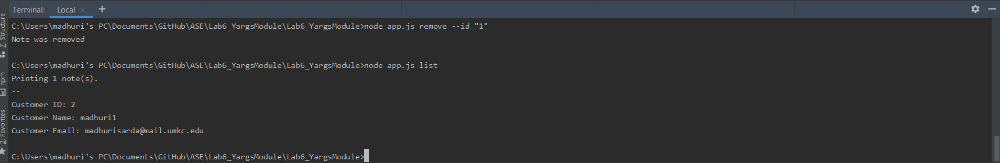 Terminal: Local × +
C:\Users\madhuri's PC\Documents\GitHub\ASE\Lab6_YargsModule\Lab6_YargsModule>node app.js remove --id "1"
Note was removed
C:\Users\madhuri's PC\Documents\GitHub\ASE\Lab6_YargsModule\Lab6_YargsModule>node app.js list
Printing 1 note(s).
--
Customer ID: 2
Customer Name: madhuri1
Customer Email: madhurisarda@mail.umkc.edu
C:\Users\madhuri's PC\Documents\GitHub\ASE\Lab6_YargsModule\Lab6_YargsModule>
7: Structure
npm
2: Favorites